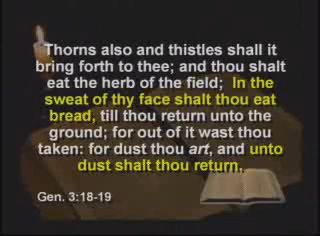 Thorns also and thistles shall it
bring forth to thee; and thou shalt
eat the herb of the field; In the
sweat of thy face shalt thou eat
bread, till thou return unto the
ground; for out of it wast thou
taken: for dust thou art, and unto
dust shalt thou return,
Gen. 3:18-19